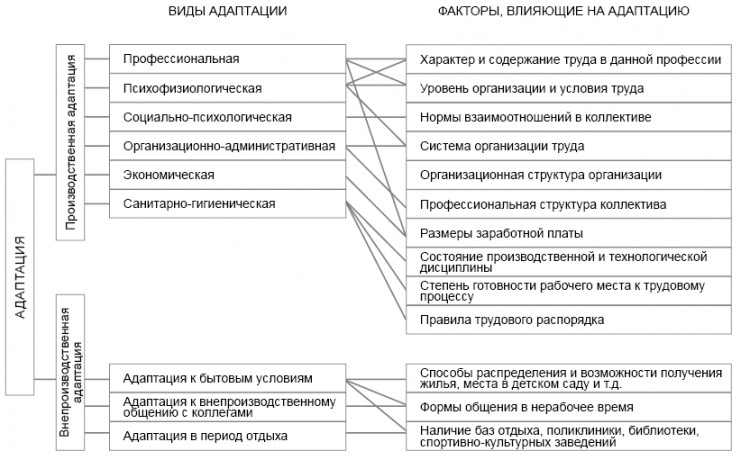 ВИДЫ АДАПТАЦИИ
ФАКТОРЫ, ВЛИЯЮЩИЕ НА АДАПТАЦИЮ
АДАПТАЦИЯ
Производственная адаптация
Профессиональная
Психофизиологическая
Социально-психологическая
Организационно-административная
Экономическая
Санитарно-гигиеническая
Характер и содержание труда в данной профессии
Уровень организации и условия труда
Нормы взаимоотношений в коллективе
Система организации труда
Организационная структура организации
Профессиональная структура коллектива
Размеры заработной платы
Состояние производственной и технологической
дисциплины
Степень готовности рабочего места к трудовому
процессу
Правила трудового распорядка
Внепроизводственная
адаптация
Адаптация к бытовым условиям
Адаптация к внепроизводственному
общению с коллегами
Адаптация в период отдыха
Способы распределения и возможности получения
жилья, места в детском саду и т.д.
Формы общения в нерабочее время
Наличие баз отдыха, поликлиники, библиотеки,
спортивно-культурных заведений